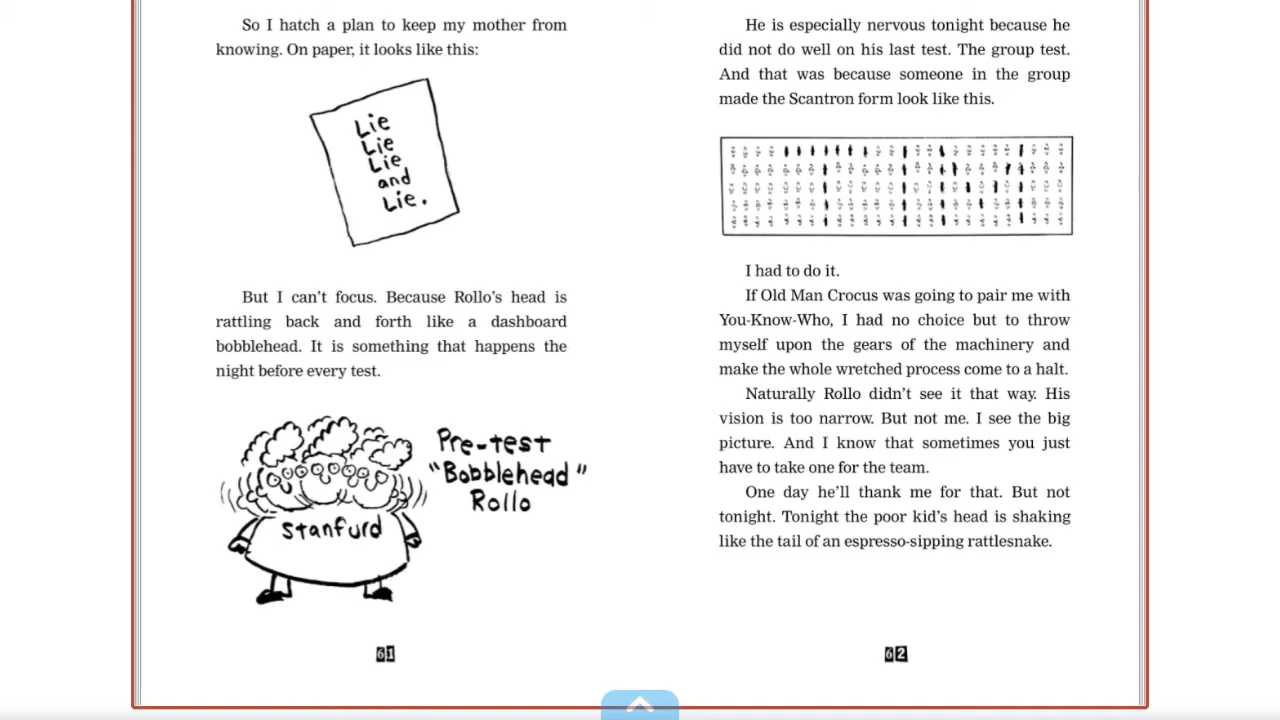 So I hatch a plan to keep my mother from
knowing. On paper, it looks like this:
Lie
Lie
Lie
and
Lie.
But I can't focus. Because Rollo's head is
rattling back and forth like a dashboard
bobblehead. It is something that happens the
night before every test.
Pre-test
"Bobblehead"
Rollo
Stanfurd
61
He is especially nervous tonight because he
did not do well on his last test. The group test.
And that was because someone in the group
made the Scantron form look like this.
I had to do it.
If Old Man Crocus was going to pair me with
You-Know-Who, I had no choice but to throw
myself upon the gears of the machinery and
make the whole wretched process come to a halt.
Naturally Rollo didn't see it that way. His
vision is too narrow. But not me. I see the big
picture. And I know that sometimes you just
have to take one for the team.
One day he'll thank me for that. But not
tonight. Tonight the poor kid's head is shaking
like the tail of an espresso-sipping rattlesnake.
62